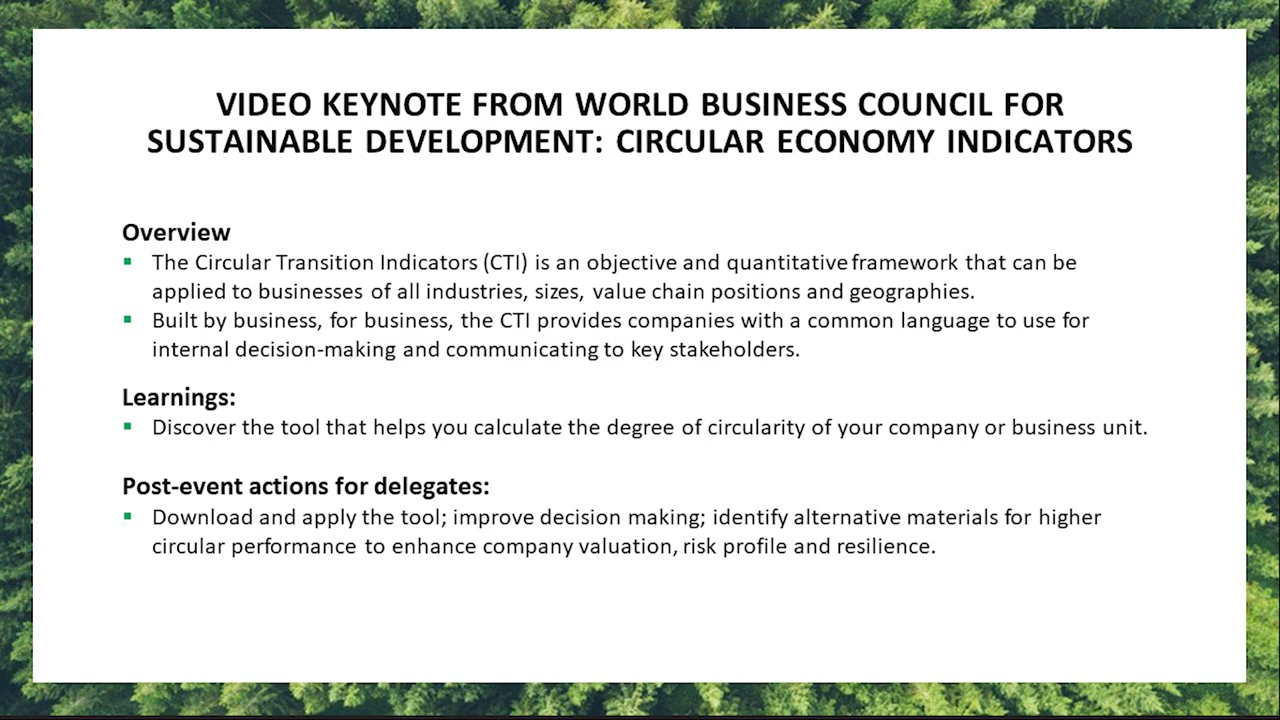 VIDEO KEYNOTE FROM WORLD BUSINESS COUNCIL FOR
SUSTAINABLE DEVELOPMENT: CIRCULAR ECONOMY INDICATORS
Overview
▪ The Circular Transition Indicators (CTI) is an objective and quantitative framework that can be
applied to businesses of all industries, sizes, value chain positions and geographies.
▪ Built by business, for business, the CTI provides companies with a common language to use for
internal decision-making and communicating to key stakeholders.
Learnings:
▪ Discover the tool that helps you calculate the degree of circularity of your company or business unit.
Post-event actions for delegates:
▪ Download and apply the tool; improve decision making; identify alternative materials for higher
circular performance to enhance company valuation, risk profile and resilience.